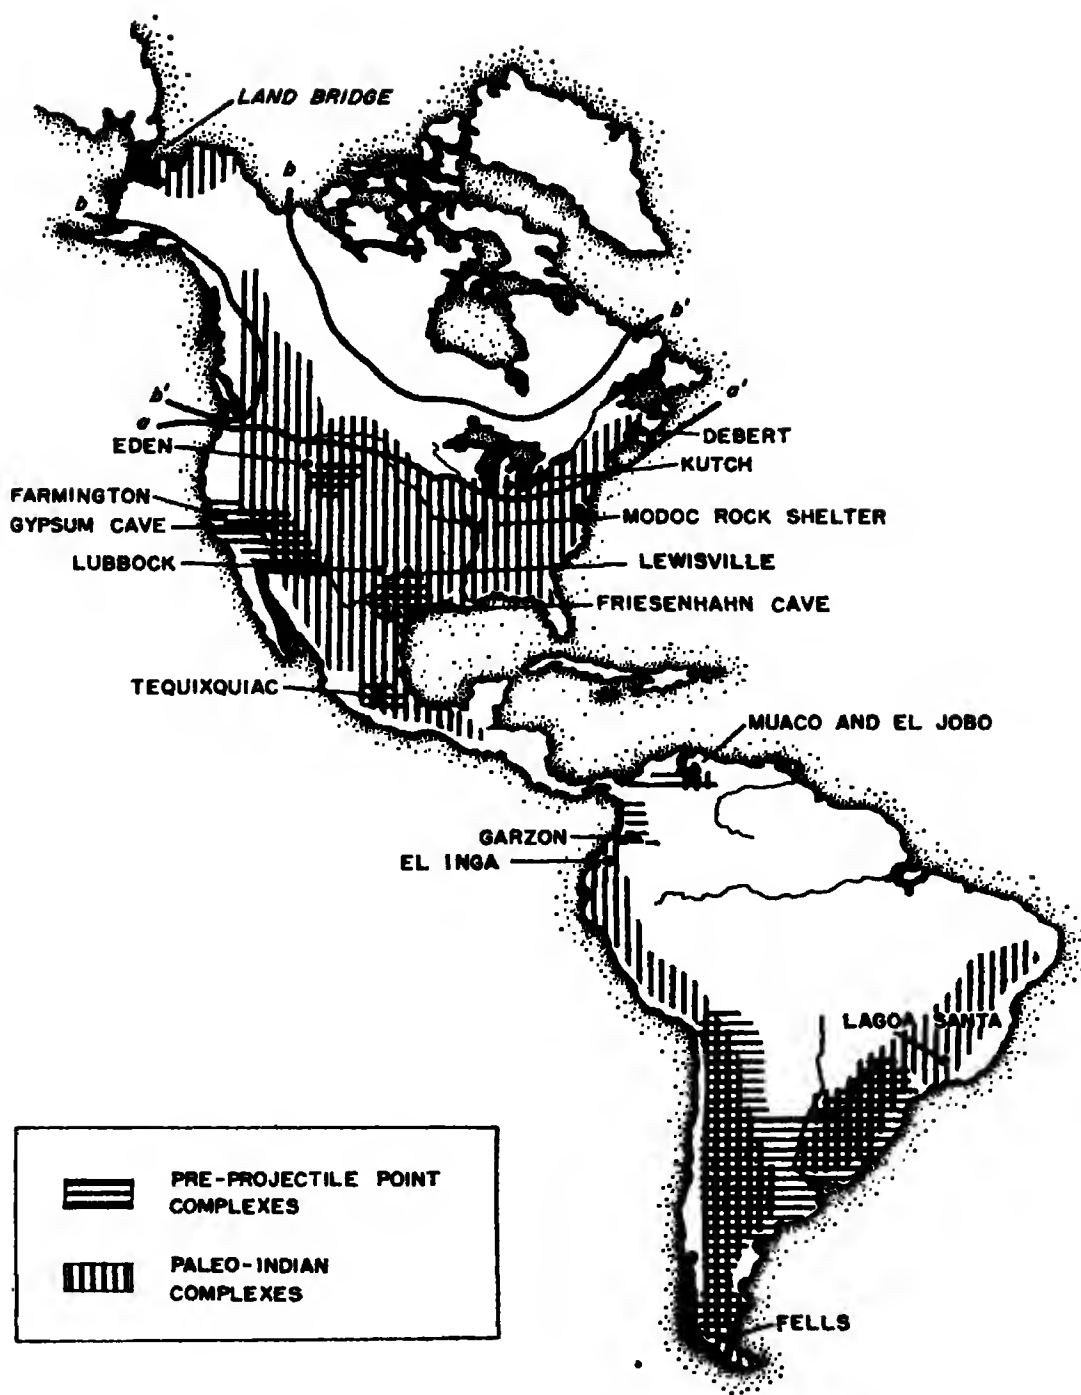 LAND BRIDGE
b
b
b'
b'
a'
a
EDEN
DEBERT
KUTCH
FARMINGTON
GYPSUM CAVE
MODOC ROCK SHELTER
LUBBOCK
LEWISVILLE
FRIESENHAHN CAVE
TEQUIXQUIAC
MUACO AND EL JOBO
GARZON
EL INGA
LAGOA SANTA
PRE-PROJECTILE POINT
COMPLEXES
PALEO-INDIAN
COMPLEXES
FELLS